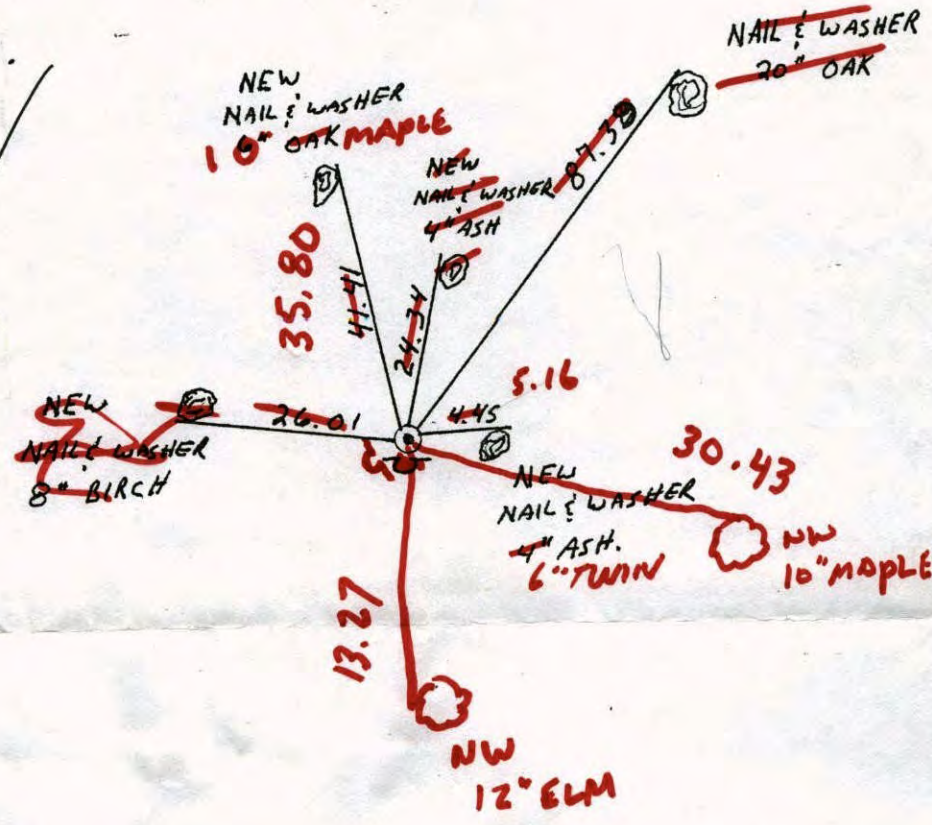 NAIL & WASHER
20" OAK
NEW
NAIL & WASHER
6" OAK MAPLE
10"
NEW
NAIL & WASHER
4" ASH
87.38
35.80
41.41
24.34
5.16
4.45
26.01
NEW
NAIL & WASHER
8" BIRCH
30.43
NEW
NAIL & WASHER
4" ASH.
6" TWIN
NW
10" MAPLE
13.27
NW
12" ELM